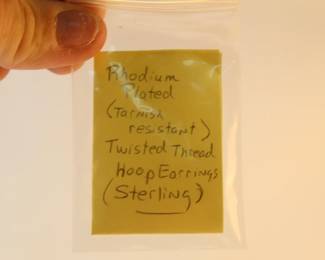 Rhodium
Plated
(Tarnish
resistant)
Twisted Thread
Hoop Earrings
(Sterling)